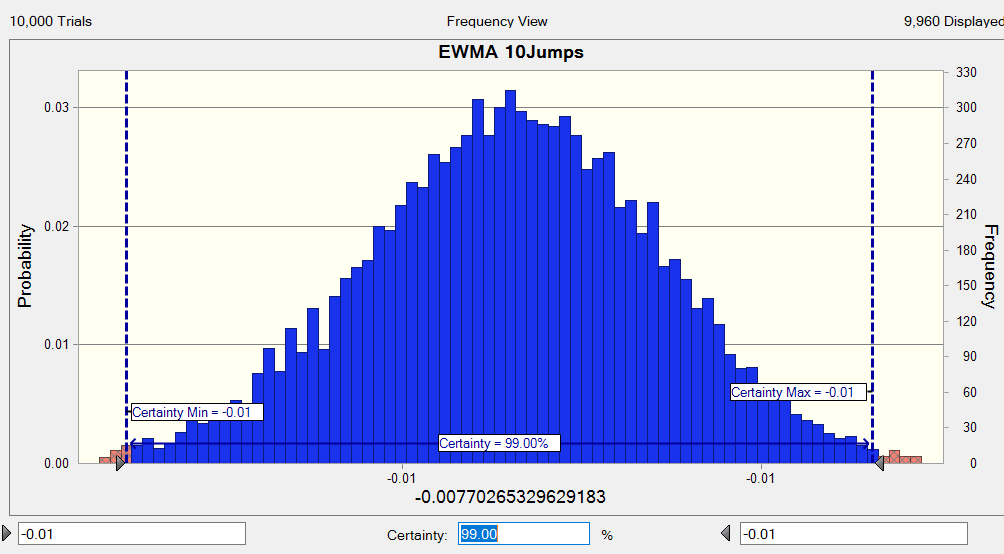 10,000 Trials
Frequency View
9,960 Displayed
EWMA 10Jumps
Probability
0.03
0.02
0.01
0.00
Frequency
330
300
270
240
210
180
150
120
90
60
30
0
Certainty Min = -0.01
Certainty Max = -0.01
Certainty = 99.00%
-0.01
-0.01
-0.00770265329629183
-0.01
Certainty:
99.00
%
-0.01